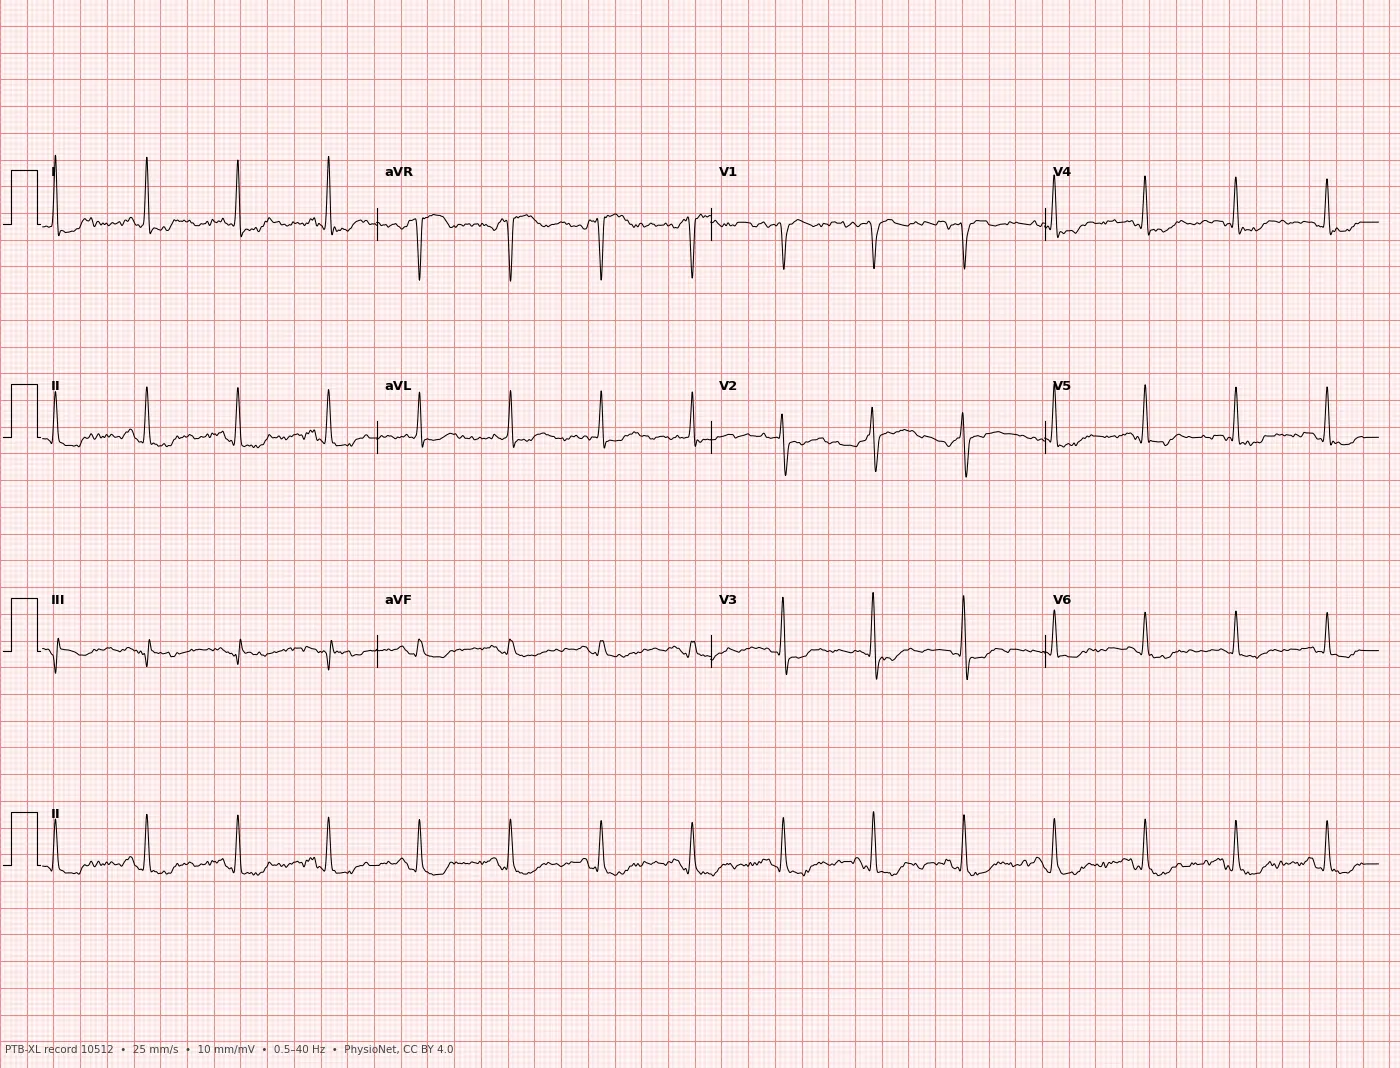 I aVR V1 V4
II aVL V2 V5
III aVF V3 V6
II
PTB-XL record 10512 • 25 mm/s • 10 mm/mV • 0.5–40 Hz • PhysioNet, CC BY 4.0